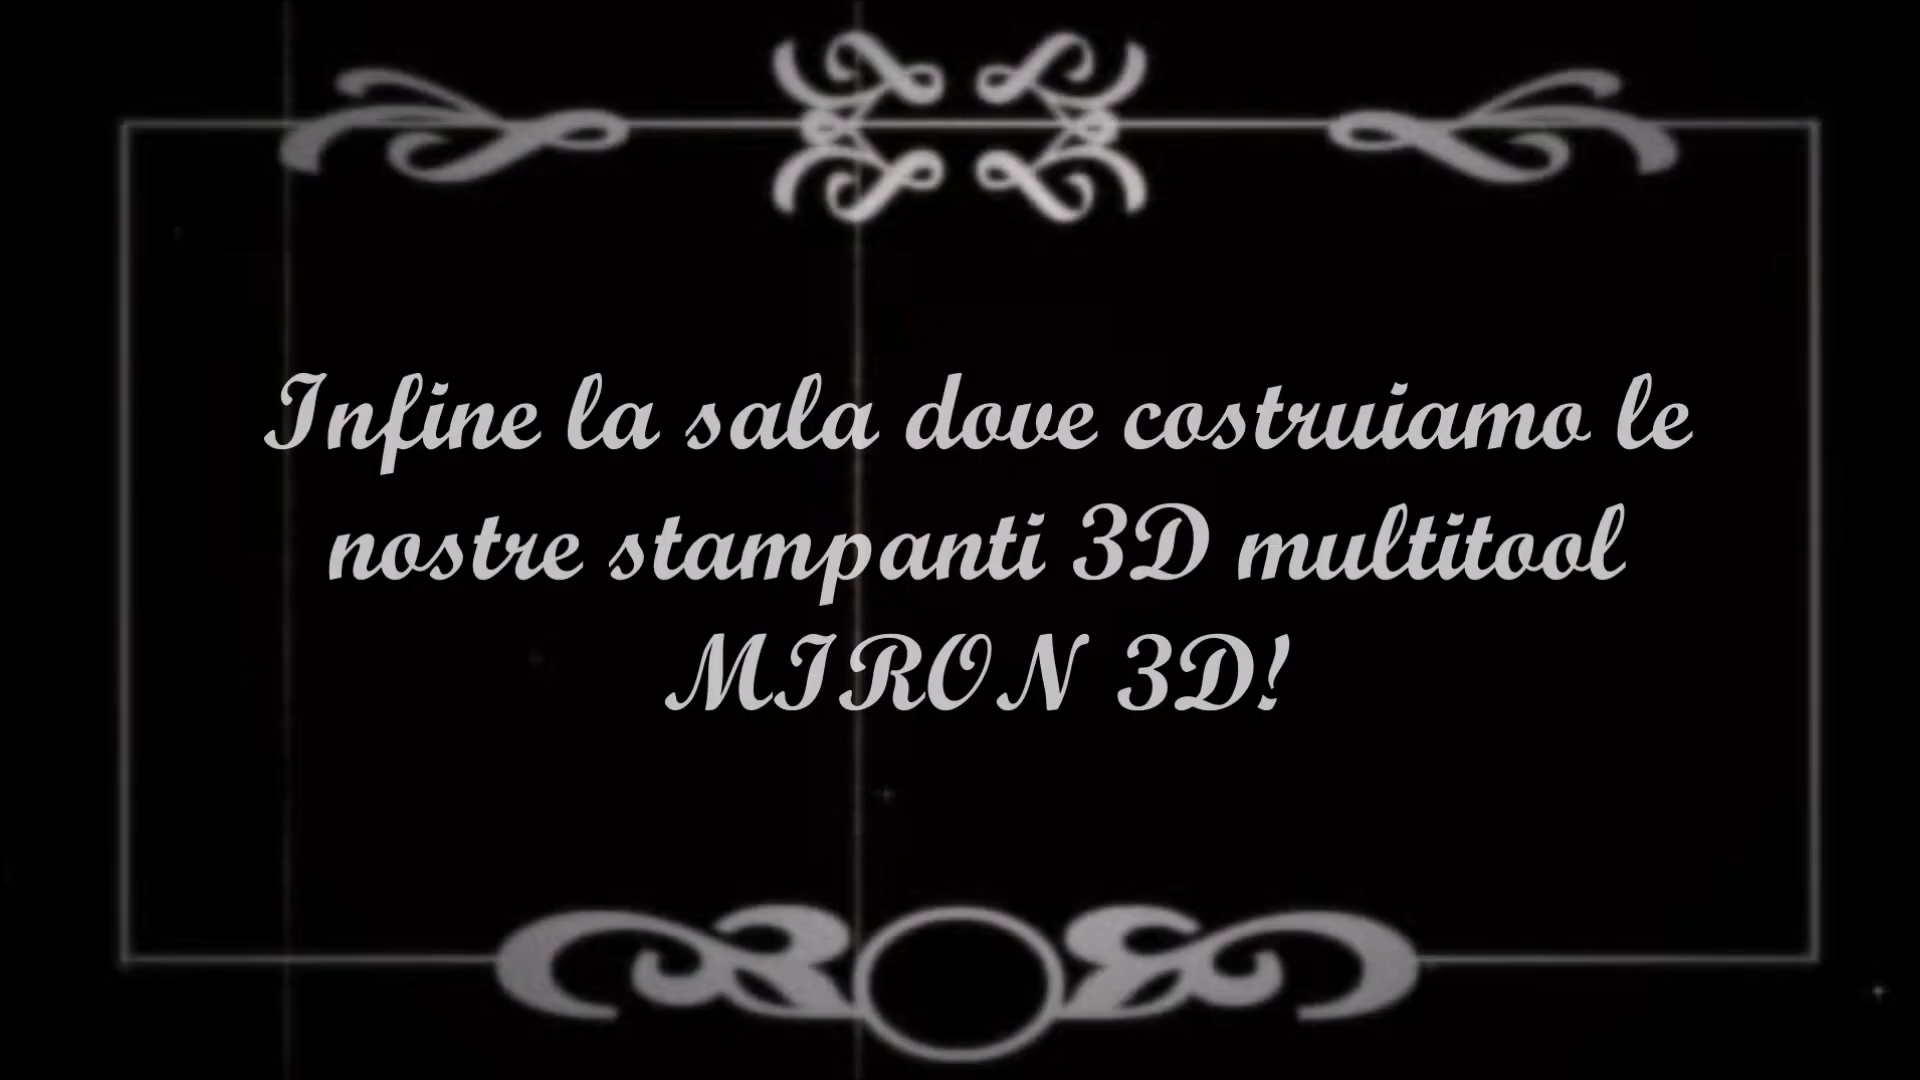 Infine la sala dove costruiamo le
nostre stampanti 3D multitool
MIRON 3D!